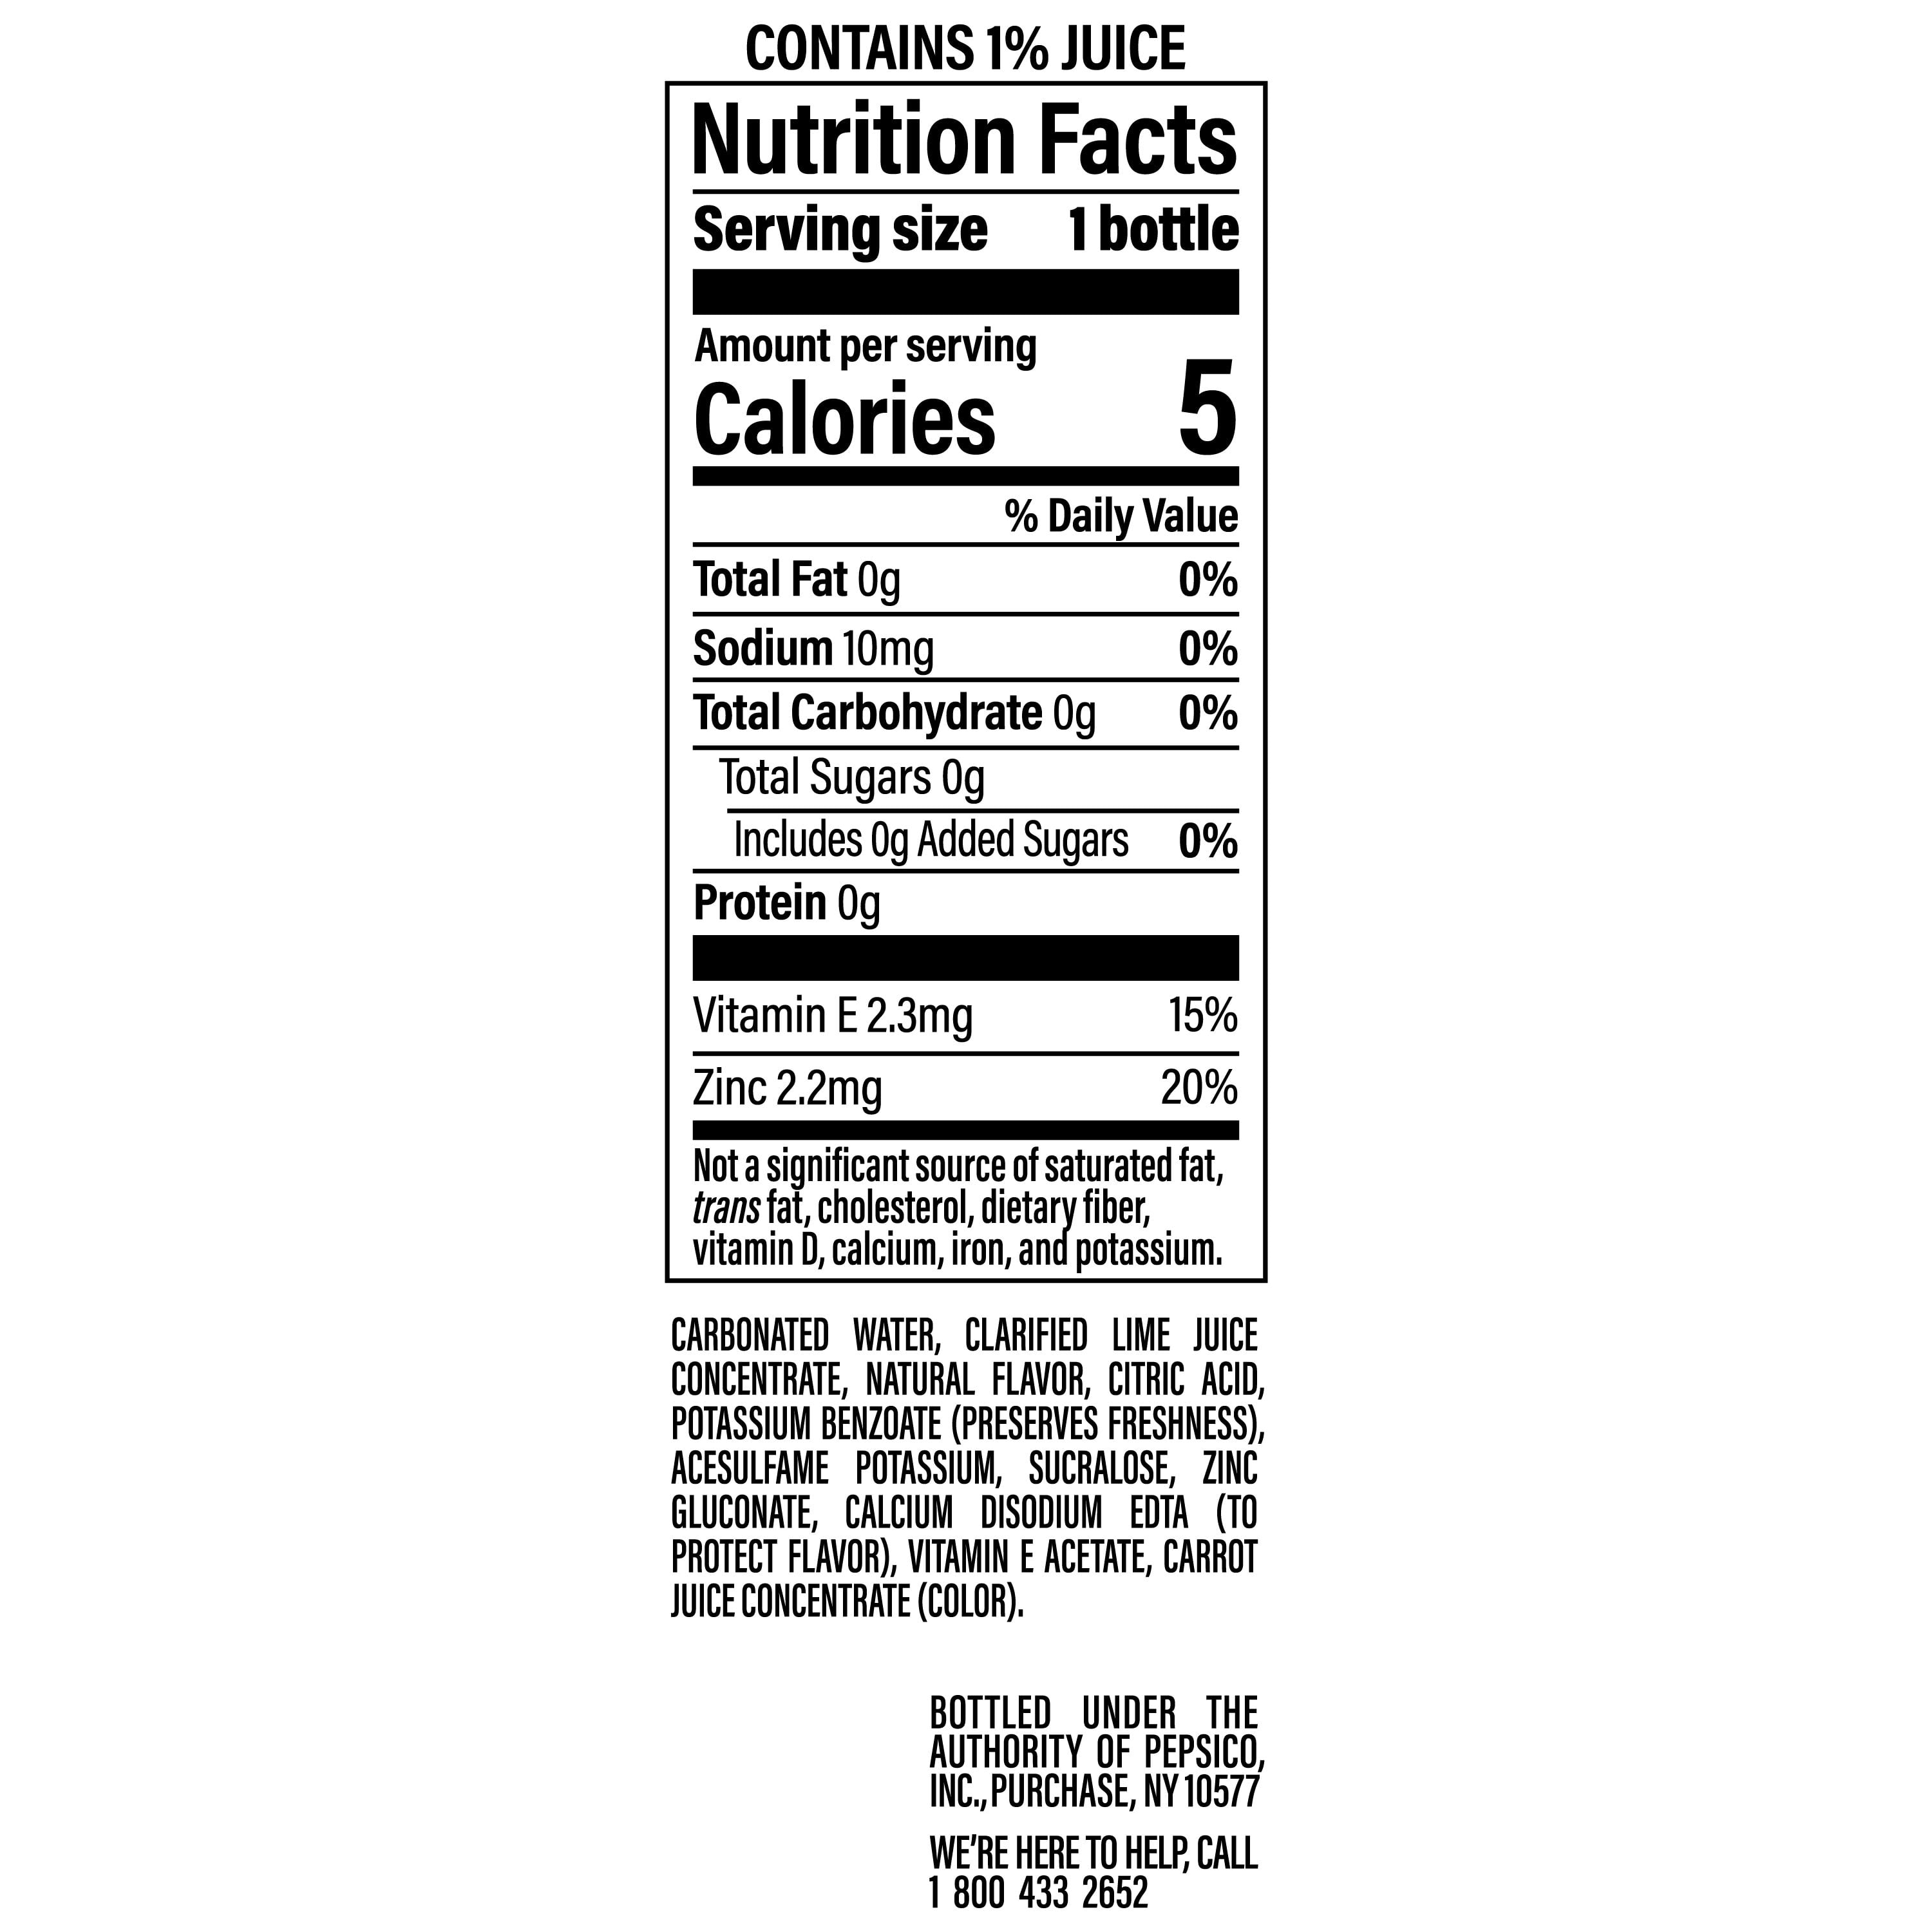 CONTAINS 1% JUICE
Nutrition Facts
Serving size 1 bottle
Amount per serving
Calories 5
% Daily Value
Total Fat 0g 0%
Sodium 10mg 0%
Total Carbohydrate 0g 0%
Total Sugars 0g
Includes 0g Added Sugars 0%
Protein 0g
Vitamin E 2.3mg 15%
Zinc 2.2mg 20%
Not a significant source of saturated fat,
trans fat, cholesterol, dietary fiber,
vitamin D, calcium, iron, and potassium.
CARBONATED WATER, CLARIFIED LIME JUICE
CONCENTRATE, NATURAL FLAVOR, CITRIC ACID,
POTASSIUM BENZOATE (PRESERVES FRESHNESS),
ACESULFAME POTASSIUM, SUCRALOSE, ZINC
GLUCONATE, CALCIUM DISODIUM EDTA (TO
PROTECT FLAVOR), VITAMIN E ACETATE, CARROT
JUICE CONCENTRATE (COLOR).
BOTTLED UNDER THE
AUTHORITY OF PEPSICO,
INC., PURCHASE, NY 10577
WE'RE HERE TO HELP, CALL
1 800 433 2652